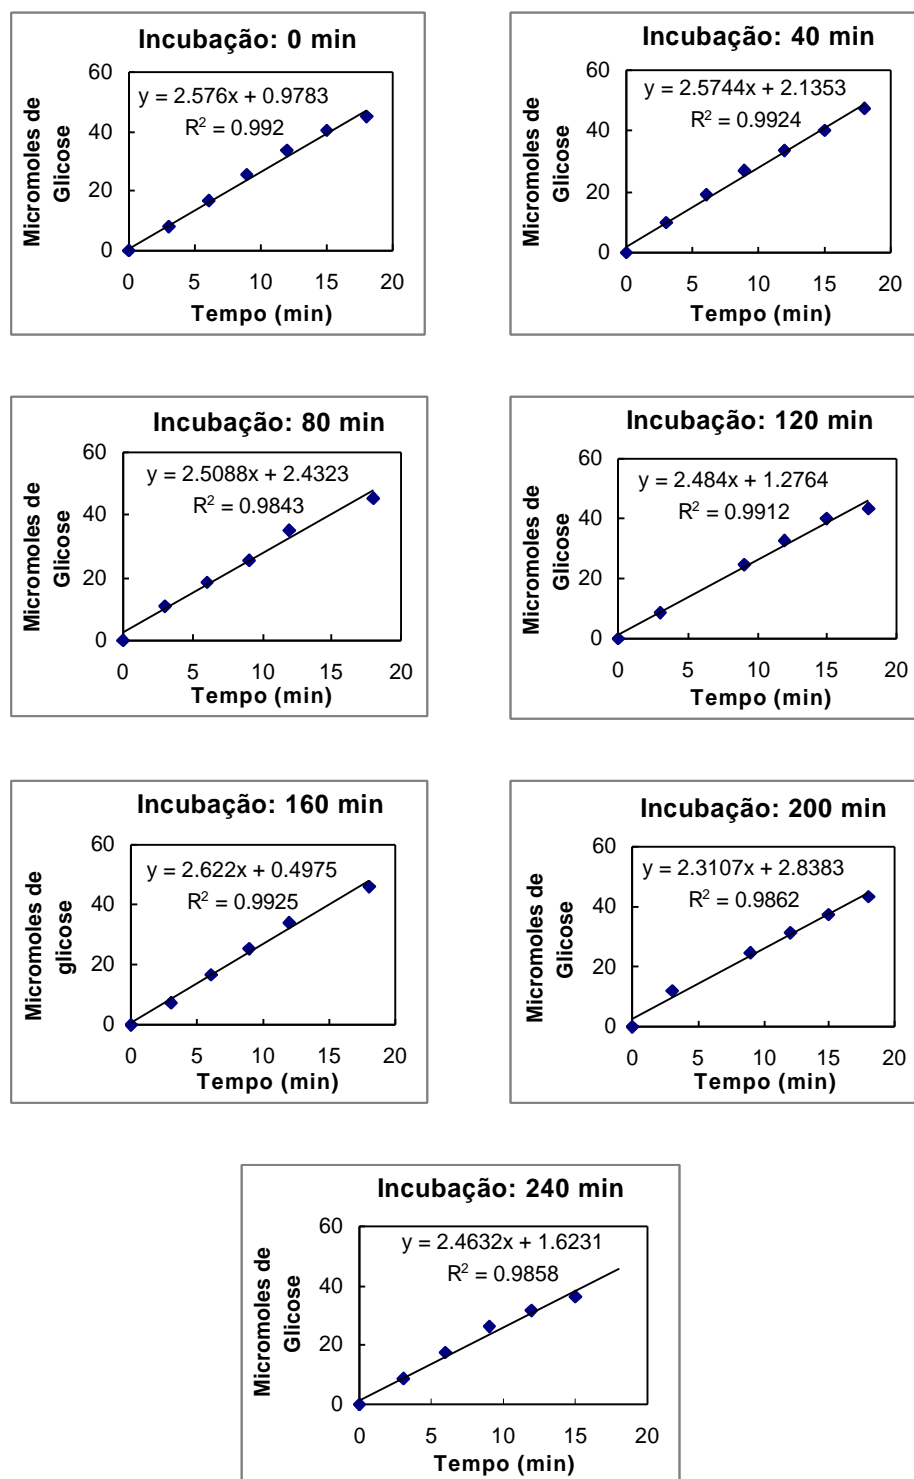 Incubação: 0 min
Micromoles de
Glicose
60
40
20
0
y = 2.576x + 0.9783
R² = 0.992
0 5 10 15 20
Tempo (min)
Incubação: 40 min
Micromoles de
Glicose
60
40
20
0
y = 2.5744x + 2.1353
R² = 0.9924
0 5 10 15 20
Tempo (min)
Incubação: 80 min
Micromoles de
Glicose
60
40
20
0
y = 2.5088x + 2.4323
R² = 0.9843
0 5 10 15 20
Tempo (min)
Incubação: 120 min
Micromoles de
Glicose
60
40
20
0
y = 2.484x + 1.2764
R² = 0.9912
0 5 10 15 20
Tempo (min)
Incubação: 160 min
Micromoles de
glicose
60
40
20
0
y = 2.622x + 0.4975
R² = 0.9925
0 5 10 15 20
Tempo (min)
Incubação: 200 min
Micromoles de
Glicose
60
40
20
0
y = 2.3107x + 2.8383
R² = 0.9862
0 5 10 15 20
Tempo (min)
Incubação: 240 min
Micromoles de
Glicose
60
40
20
0
y = 2.4632x + 1.6231
R² = 0.9858
0 5 10 15 20
Tempo (min)